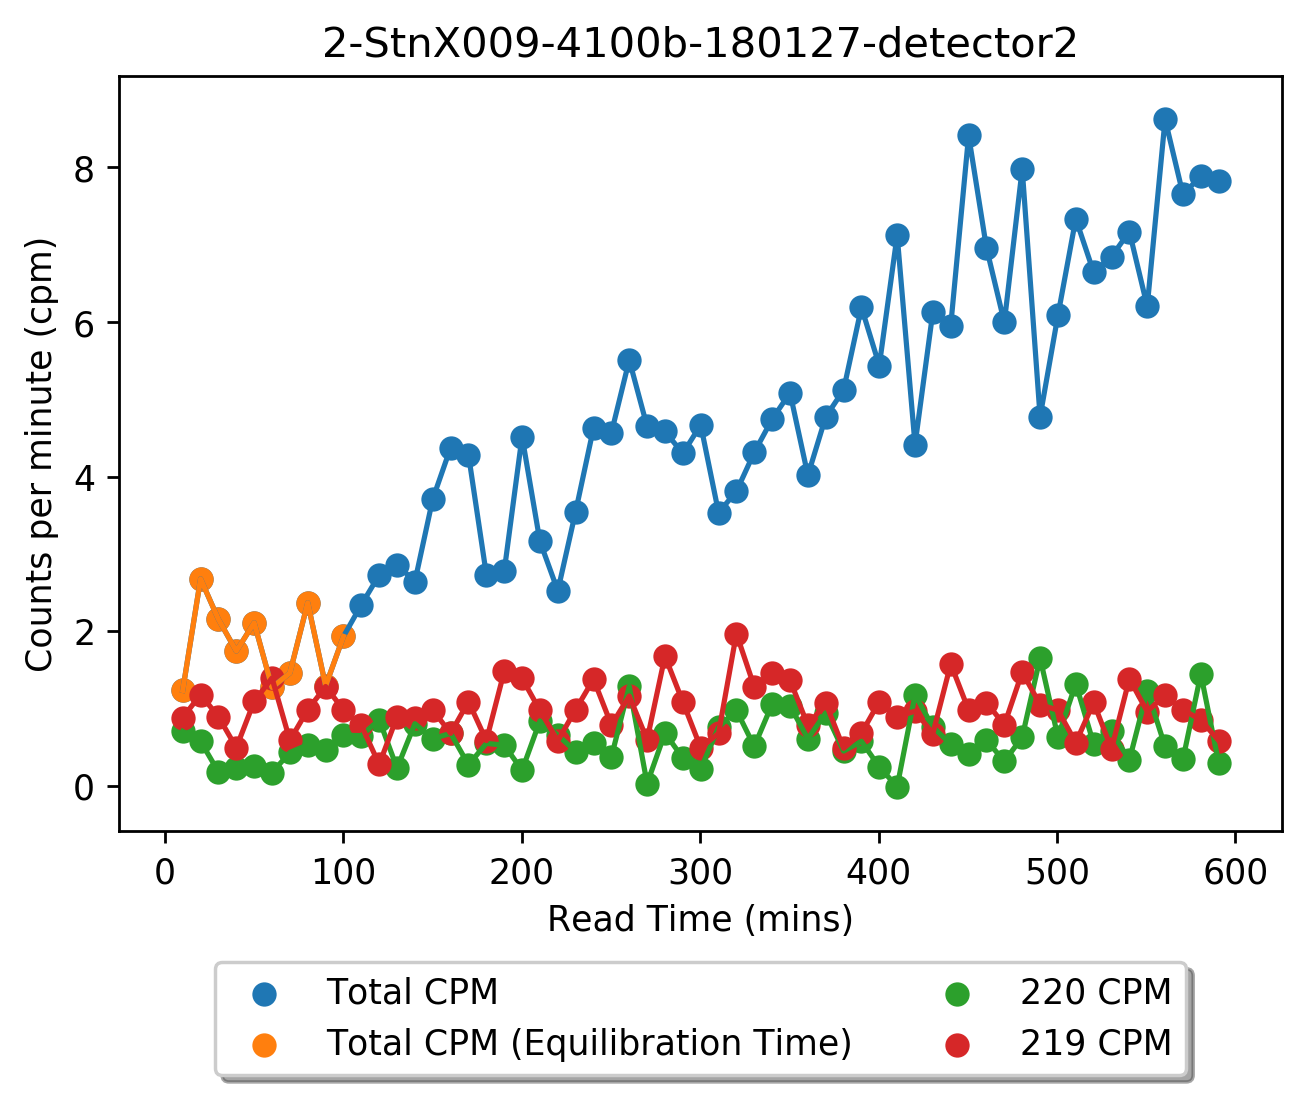 2-StnX009-4100b-180127-detector2
Counts per minute (cpm)
8
6
4
2
0
0 100 200 300 400 500 600
Read Time (mins)
Total CPM
Total CPM (Equilibration Time)
220 CPM
219 CPM